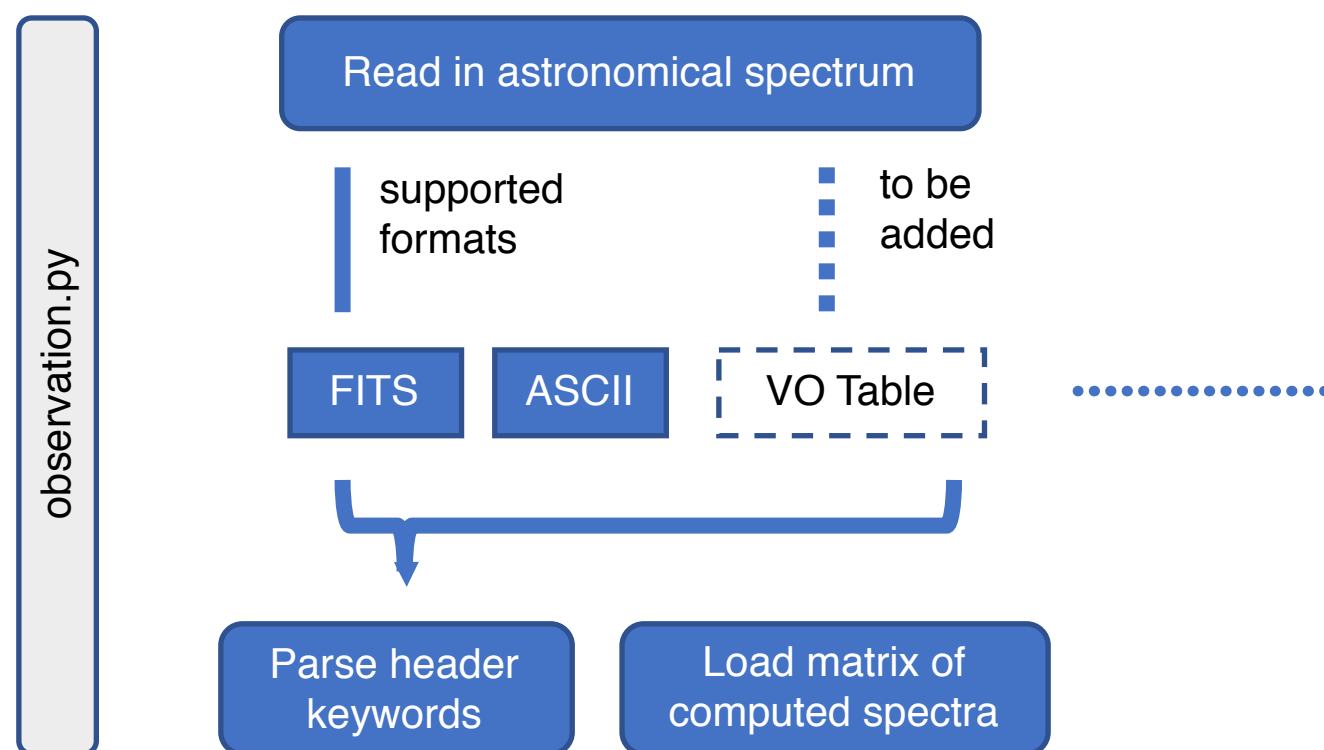 observation.py
Read in astronomical spectrum
supported
formats
to be
added
FITS
ASCII
VO Table
Parse header
keywords
Load matrix of
computed spectra